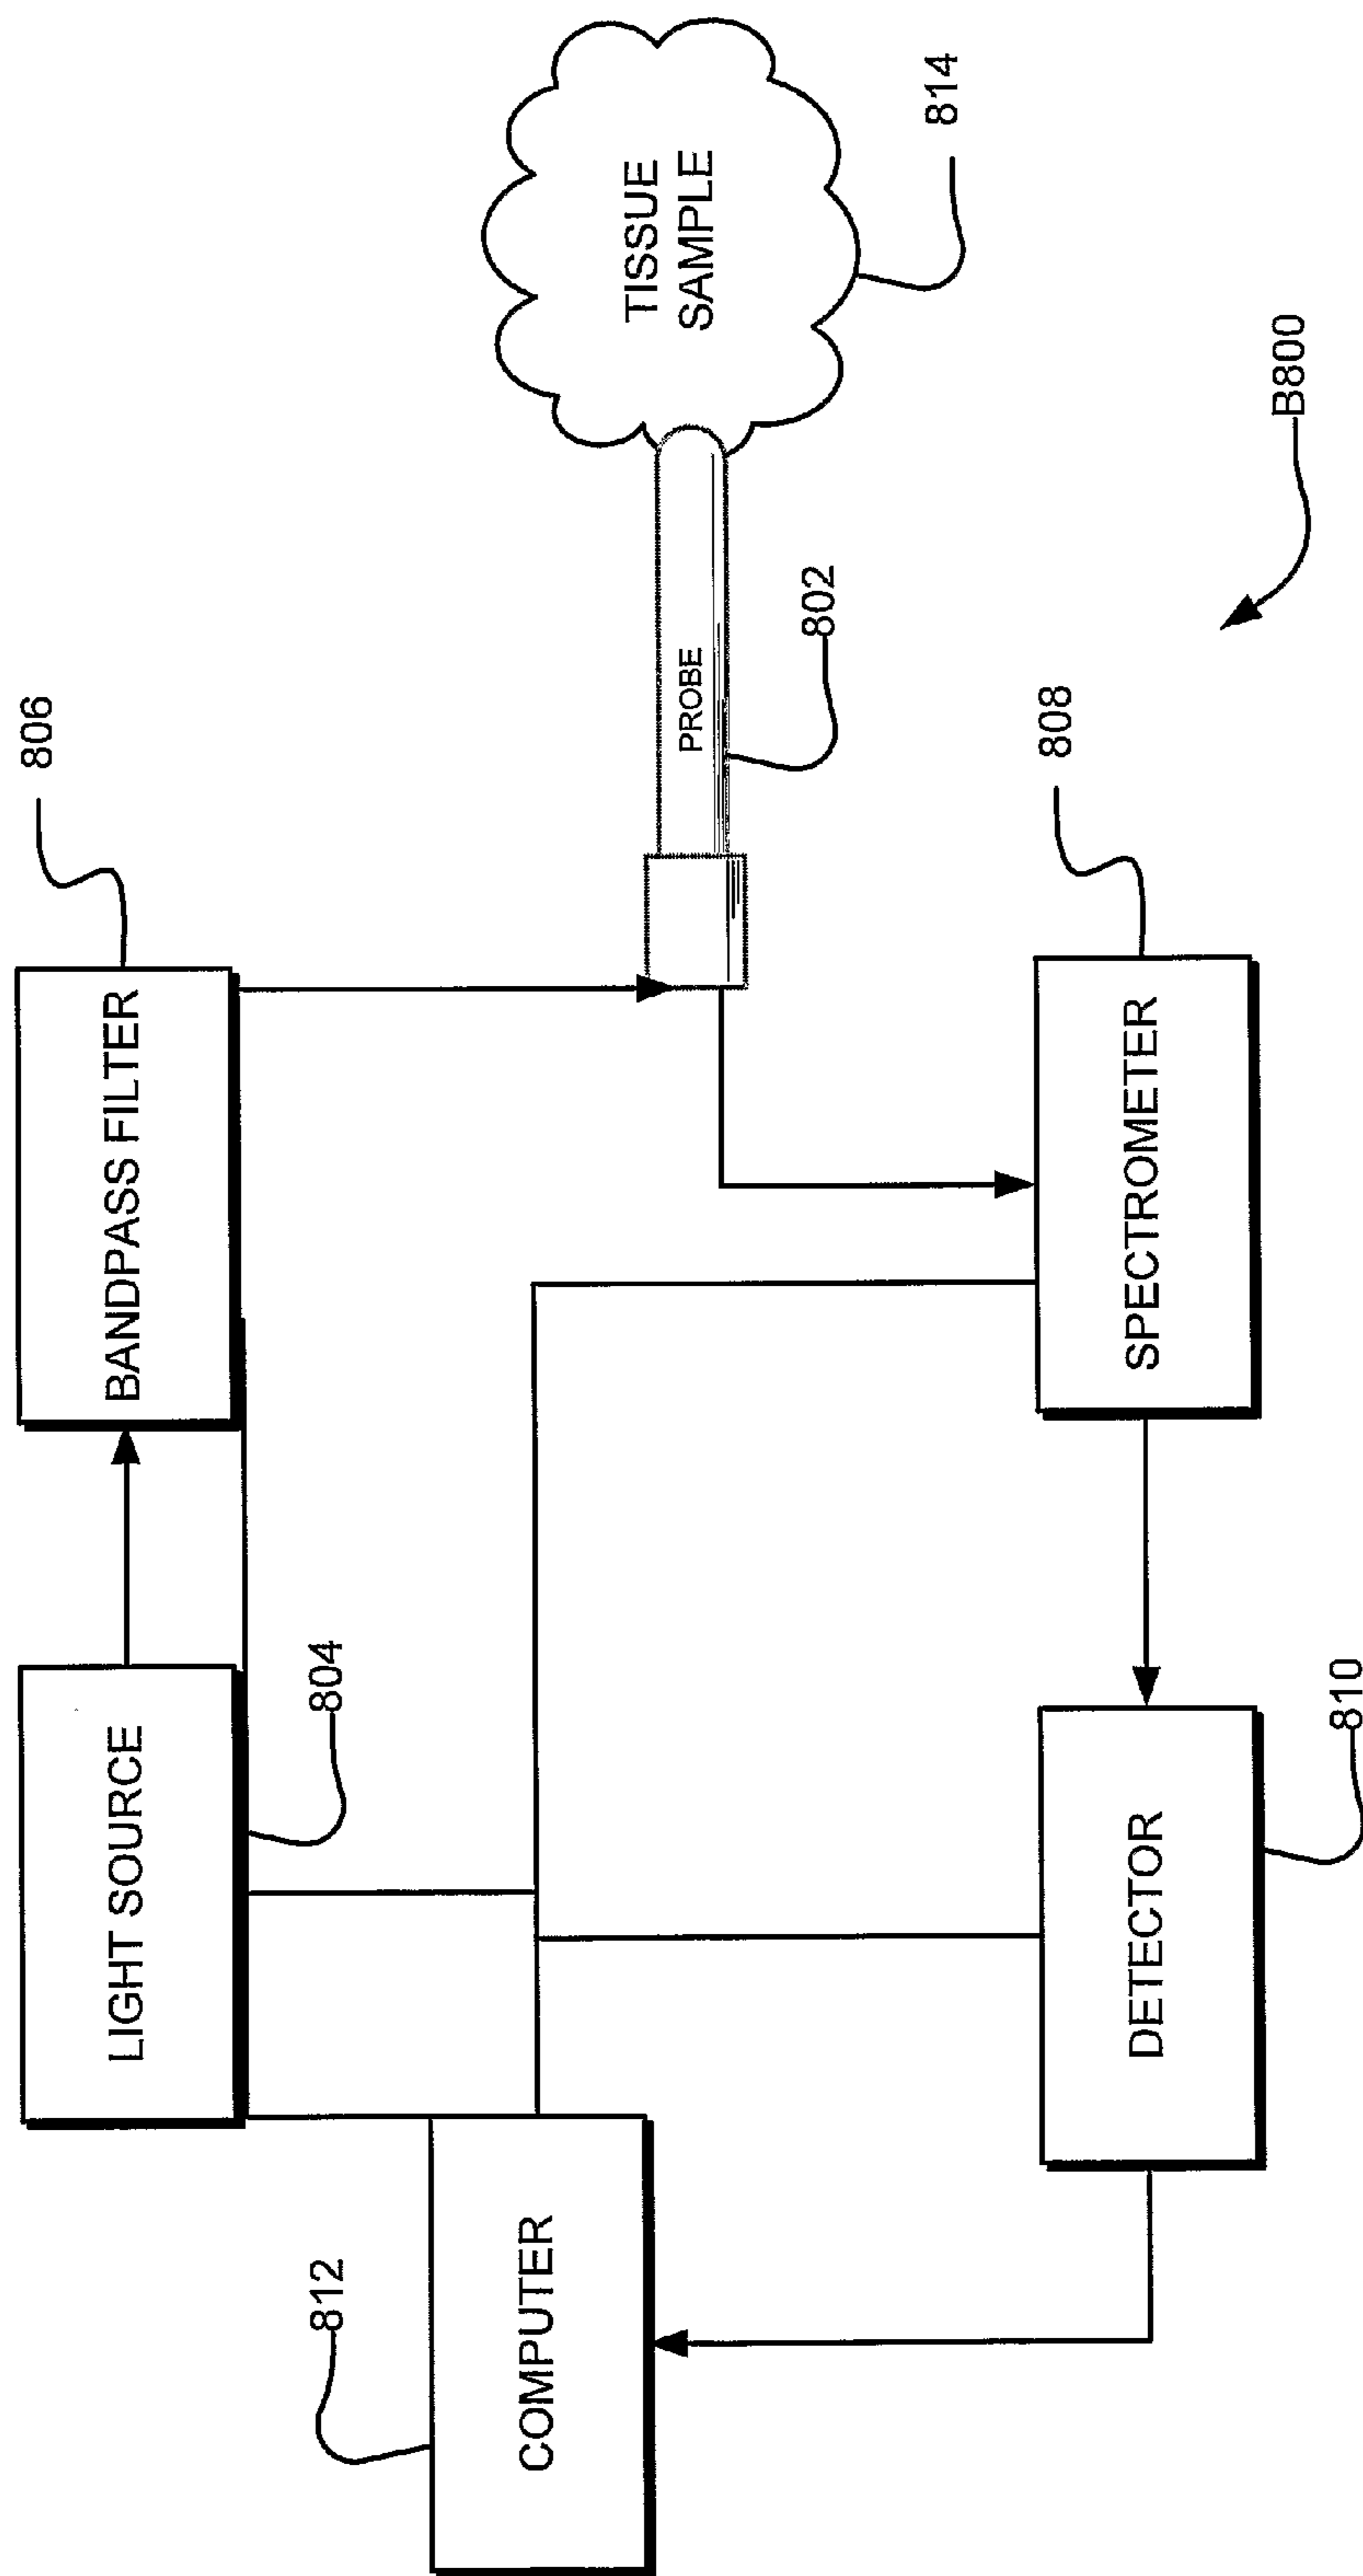 LIGHT SOURCE
804
BANDPASS FILTER
806
812
COMPUTER
PROBE
802
TISSUE
SAMPLE
814
DETECTOR
810
SPECTROMETER
808
B800